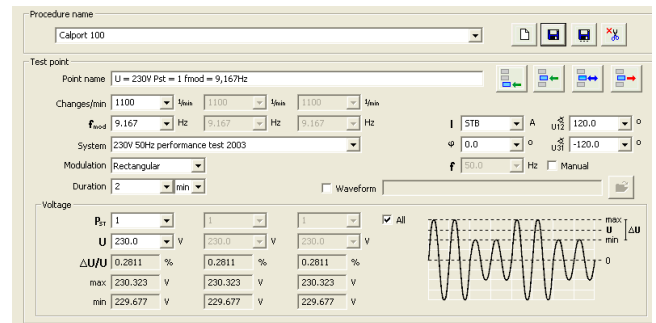 Procedure name
Calport 100
Test point
Point name U = 230V Pst = 1 fmod = 9,167Hz
Changes/min 1100 1/min 1100 1/min 1100 1/min
fmod 9.167 Hz 9.167 Hz 9.167 Hz I STB A U12 120.0 o
System 230V 50Hz performance test 2003 φ 0.0 o U31 -120.0 o
Modulation Rectangular f 50.0 Hz Manual
Duration 2 min Waveform
Voltage
PST 1 1 1 All max
U 230.0 V 230.0 V 230.0 V U ΔU
min
ΔU/U 0.2811 % 0.2811 % 0.2811 % 0
max 230.323 V 230.323 V 230.323 V
min 229.677 V 229.677 V 229.677 V